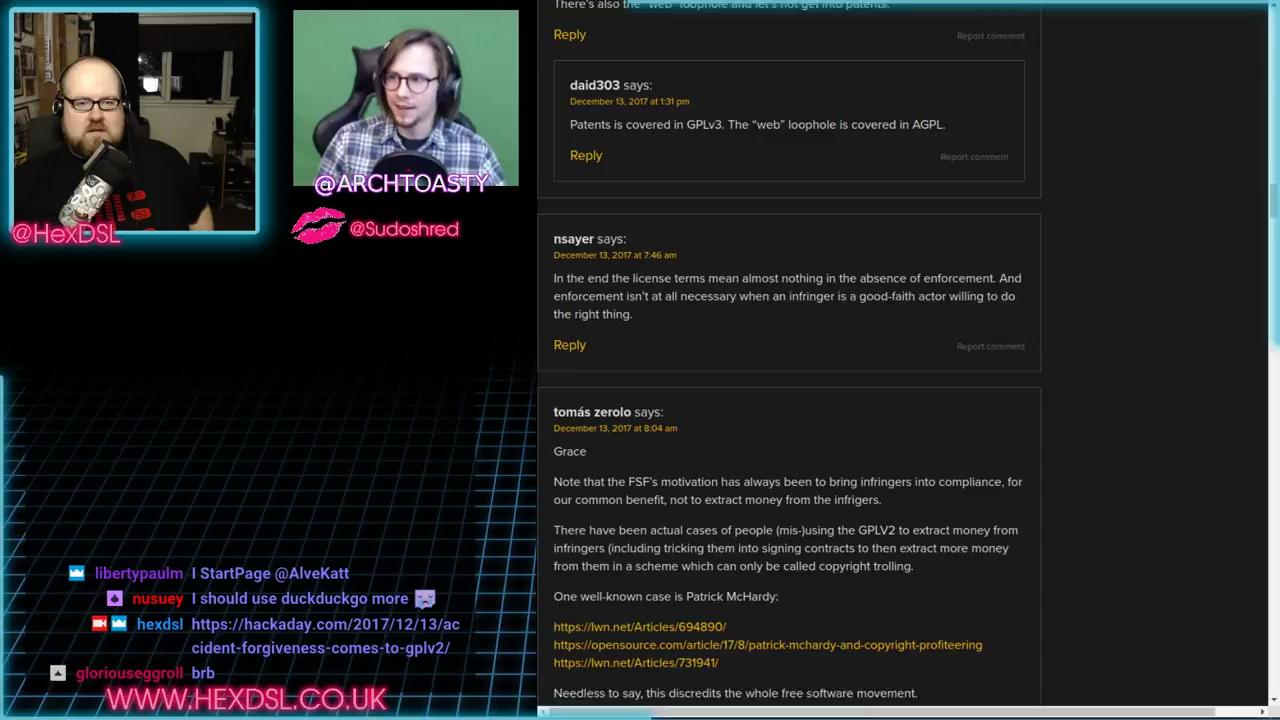 @HexDSL
@ARCHTOASTY
@Sudoshred
libertypaulm I StartPage @AlveKatt
nusuey I should use duckduckgo more
hexdsl https://hackaday.com/2017/12/13/ac
cident-forgiveness-comes-to-gplv2/
gloriouseggroll brb
WWW.HEXDSL.CO.UK
There's also the "web" loophole and let's not get into patents.
Reply
Report comment
daid303 says:
December 13, 2017 at 1:31 pm
Patents is covered in GPLv3. The “web” loophole is covered in AGPL.
Reply
Report comment
nsayer says:
December 13, 2017 at 7:46 am
In the end the license terms mean almost nothing in the absence of enforcement. And
enforcement isn’t at all necessary when an infringer is a good-faith actor willing to do
the right thing.
Reply
Report comment
tomás zerolo says:
December 13, 2017 at 8:04 am
Grace
Note that the FSF’s motivation has always been to bring infringers into compliance, for
our common benefit, not to extract money from the infrigers.
There have been actual cases of people (mis-)using the GPLV2 to extract money from
infringers (including tricking them into signing contracts to then extract more money
from them in a scheme which can only be called copyright trolling.
One well-known case is Patrick McHardy:
https://lwn.net/Articles/694890/
https://opensource.com/article/17/8/patrick-mchardy-and-copyright-profiteering
https://lwn.net/Articles/731941/
Needless to say, this discredits the whole free software movement.